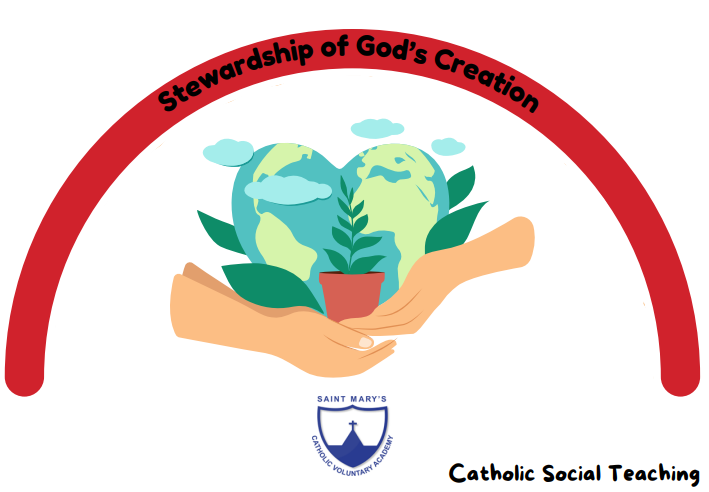 Stewardship of God's Creation
SAINT MARY'S
CATHOLIC VOLUNTARY ACADEMY
Catholic Social Teaching